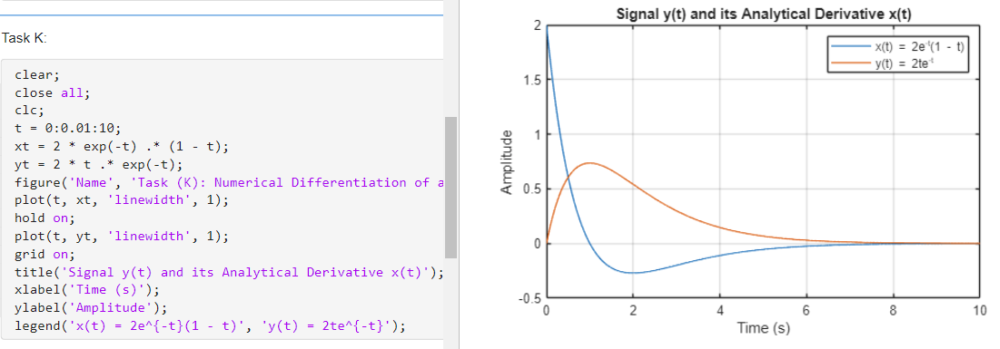 Task K:
clear;
close all;
clc;
t = 0:0.01:10;
xt = 2 * exp(-t) .* (1 - t);
yt = 2 * t .* exp(-t);
figure('Name', 'Task (K): Numerical Differentiation of a
plot(t, xt, 'linewidth', 1);
hold on;
plot(t, yt, 'linewidth', 1);
grid on;
title('Signal y(t) and its Analytical Derivative x(t)');
xlabel('Time (s)');
ylabel('Amplitude');
legend('x(t) = 2e^{-t}(1 - t)', 'y(t) = 2te^{-t}');
Signal y(t) and its Analytical Derivative x(t)
x(t) = 2e⁻ᵗ(1 - t)
y(t) = 2te⁻ᵗ
Amplitude
2
1.5
1
0.5
0
-0.5
0 2 4 6 8 10
Time (s)